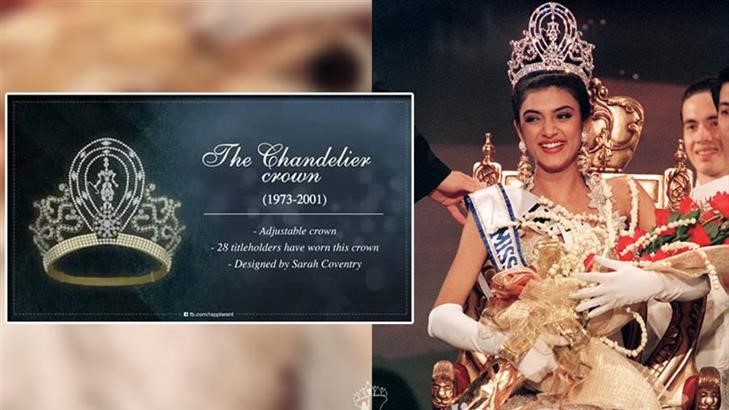 The Chandelier
crown
(1973-2001)
- Adjustable crown
- 28 titleholders have worn this crown
- Designed by Sarah Coventry
fb.com/rapplerent
MISS